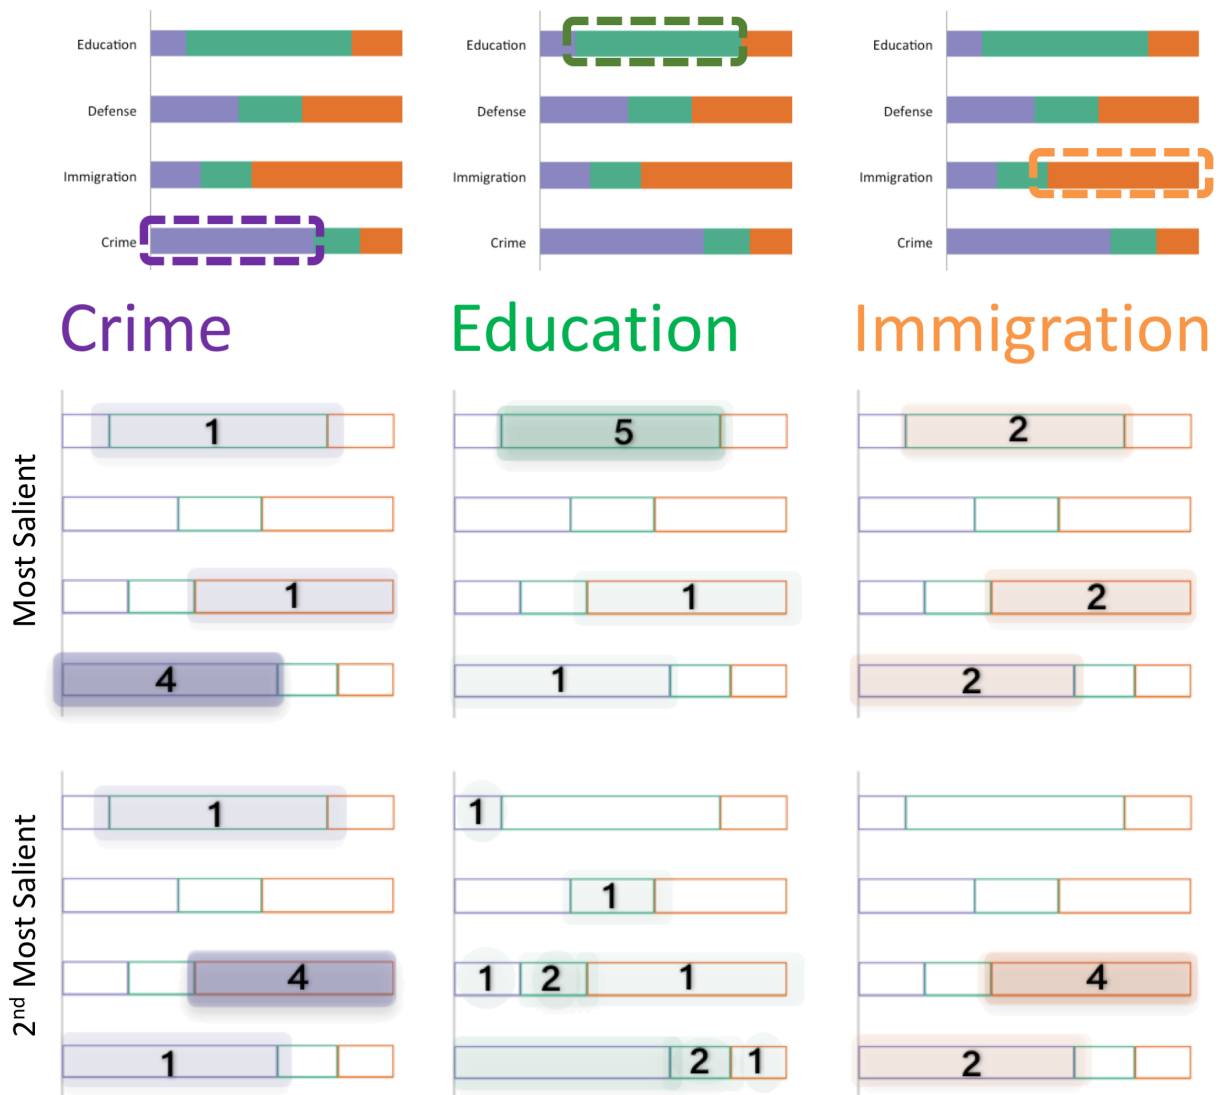 Education
Defense
Immigration
Crime
Education
Defense
Immigration
Crime
Education
Defense
Immigration
Crime
Crime
Education
Immigration
Most Salient
1
1
4
5
1
1
2
2
2
2nd Most Salient
1
4
1
1
1
1 2 1
2 1
4
2